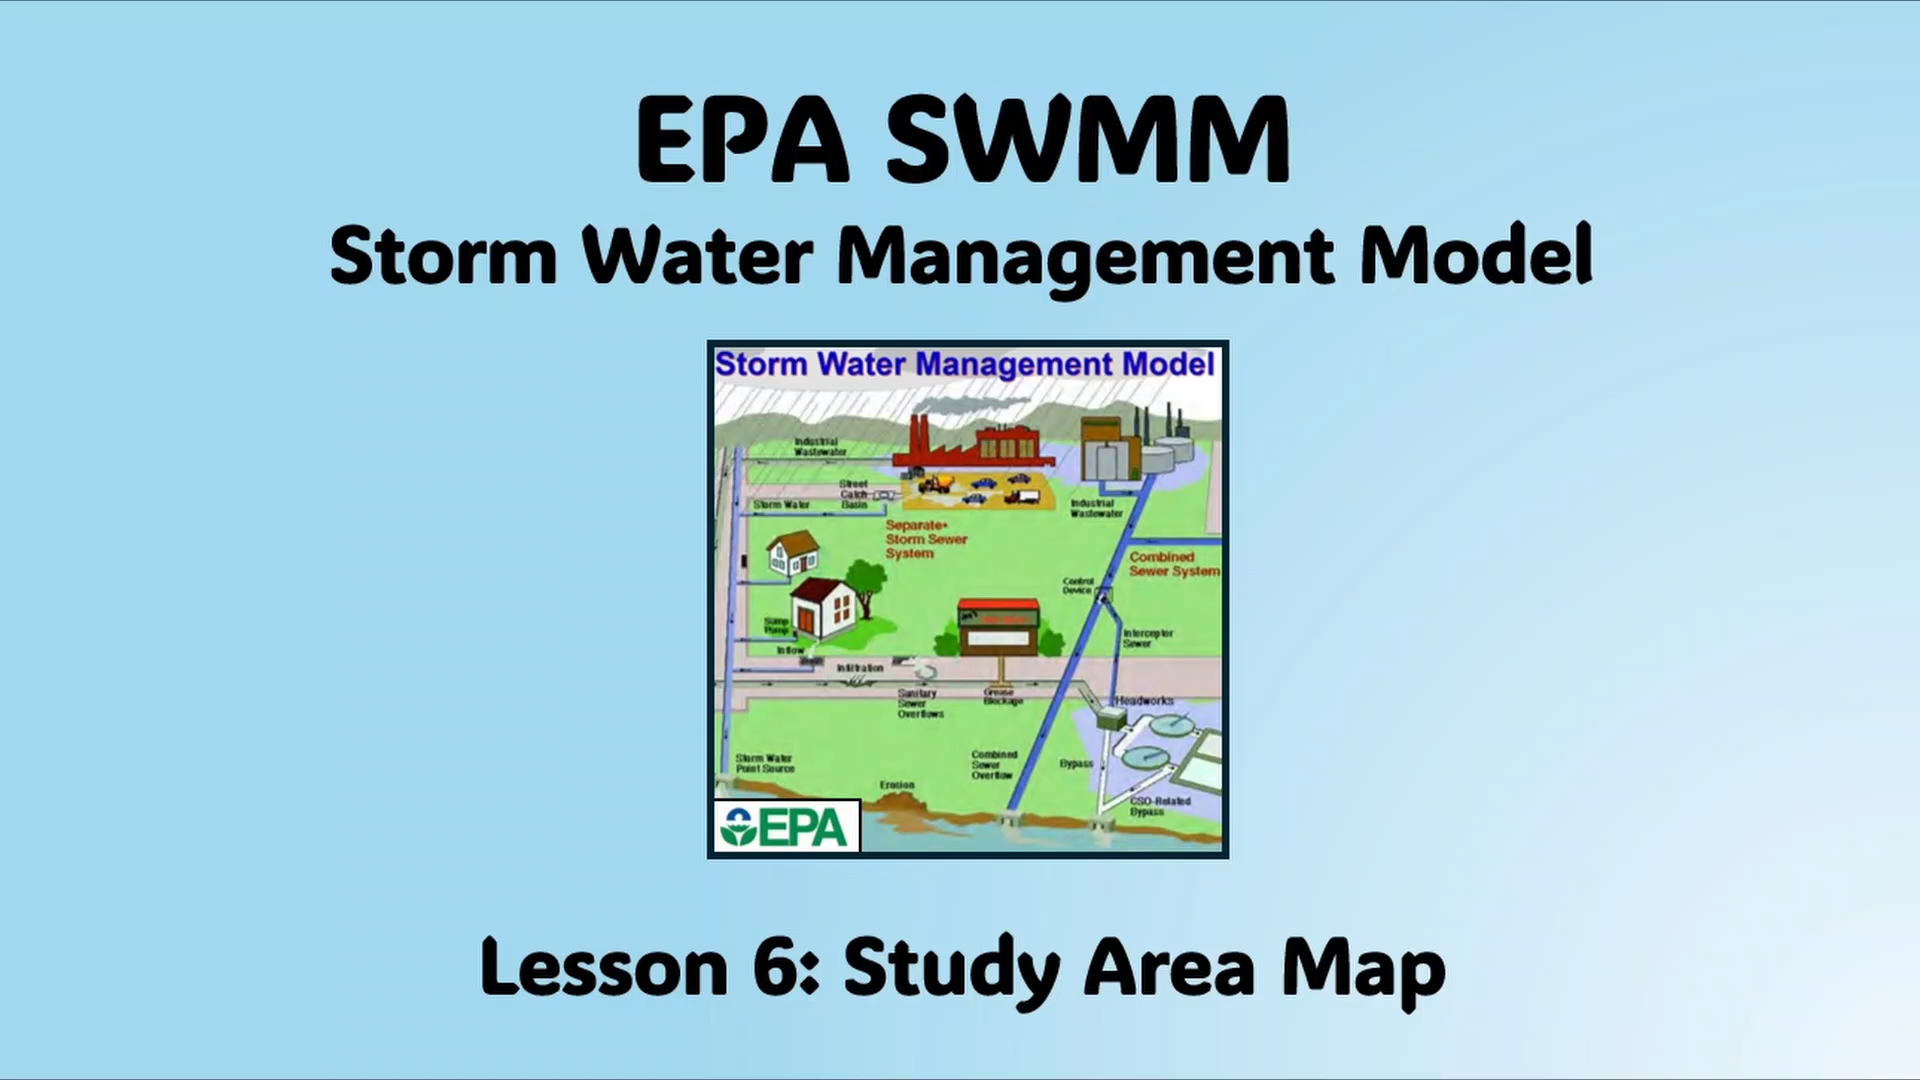 EPA SWMM
Storm Water Management Model
Storm Water Management Model
Industrial
Wastewater
Street
Catch
Basin
Storm Water
Industrial
Wastewater
Separate•
Storm Sewer
System
Combined
Sewer System
Control
Device
Sump
Pump
Inflow
Infiltration
Interceptor
Sewer
Sanitary
Sewer
Overflows
Grease
Blockage
Headworks
Storm Water
Point Source
Combined
Sewer
Overflow
Bypass
Erosion
CSO-Related
Bypass
EPA
Lesson 6: Study Area Map